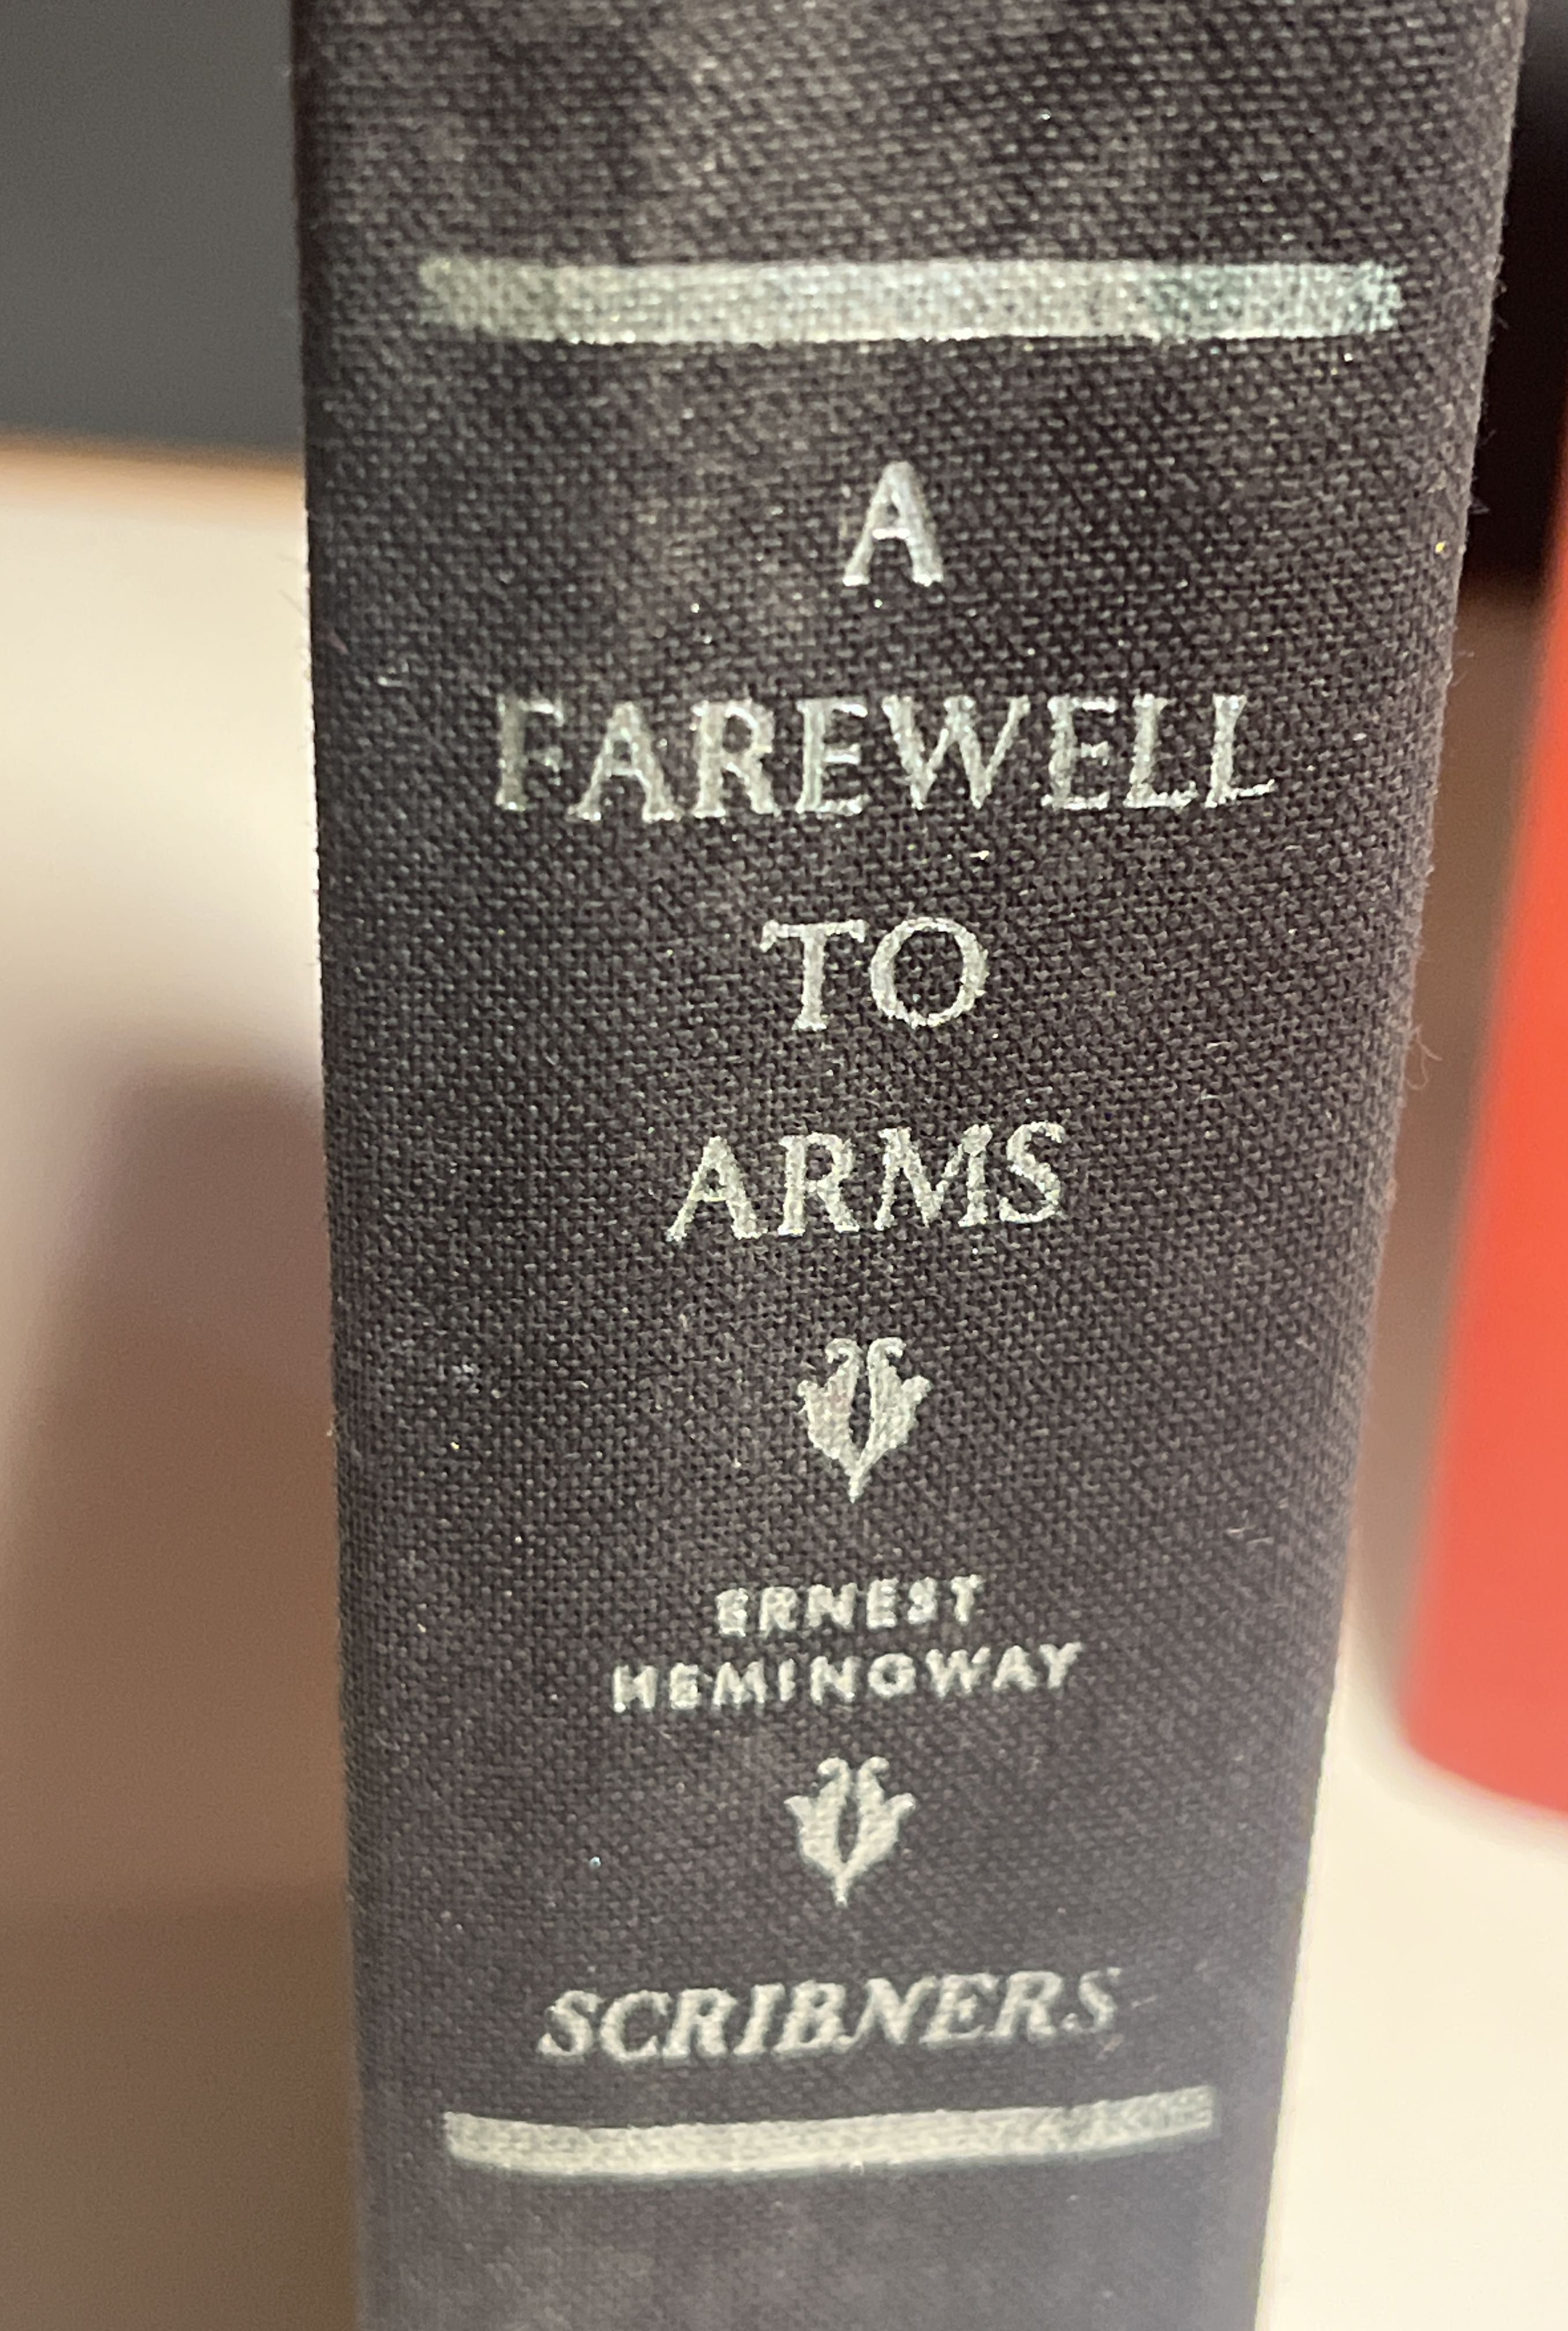 A
FAREWELL
TO
ARMS
ERNEST
HEMINGWAY
SCRIBNERS